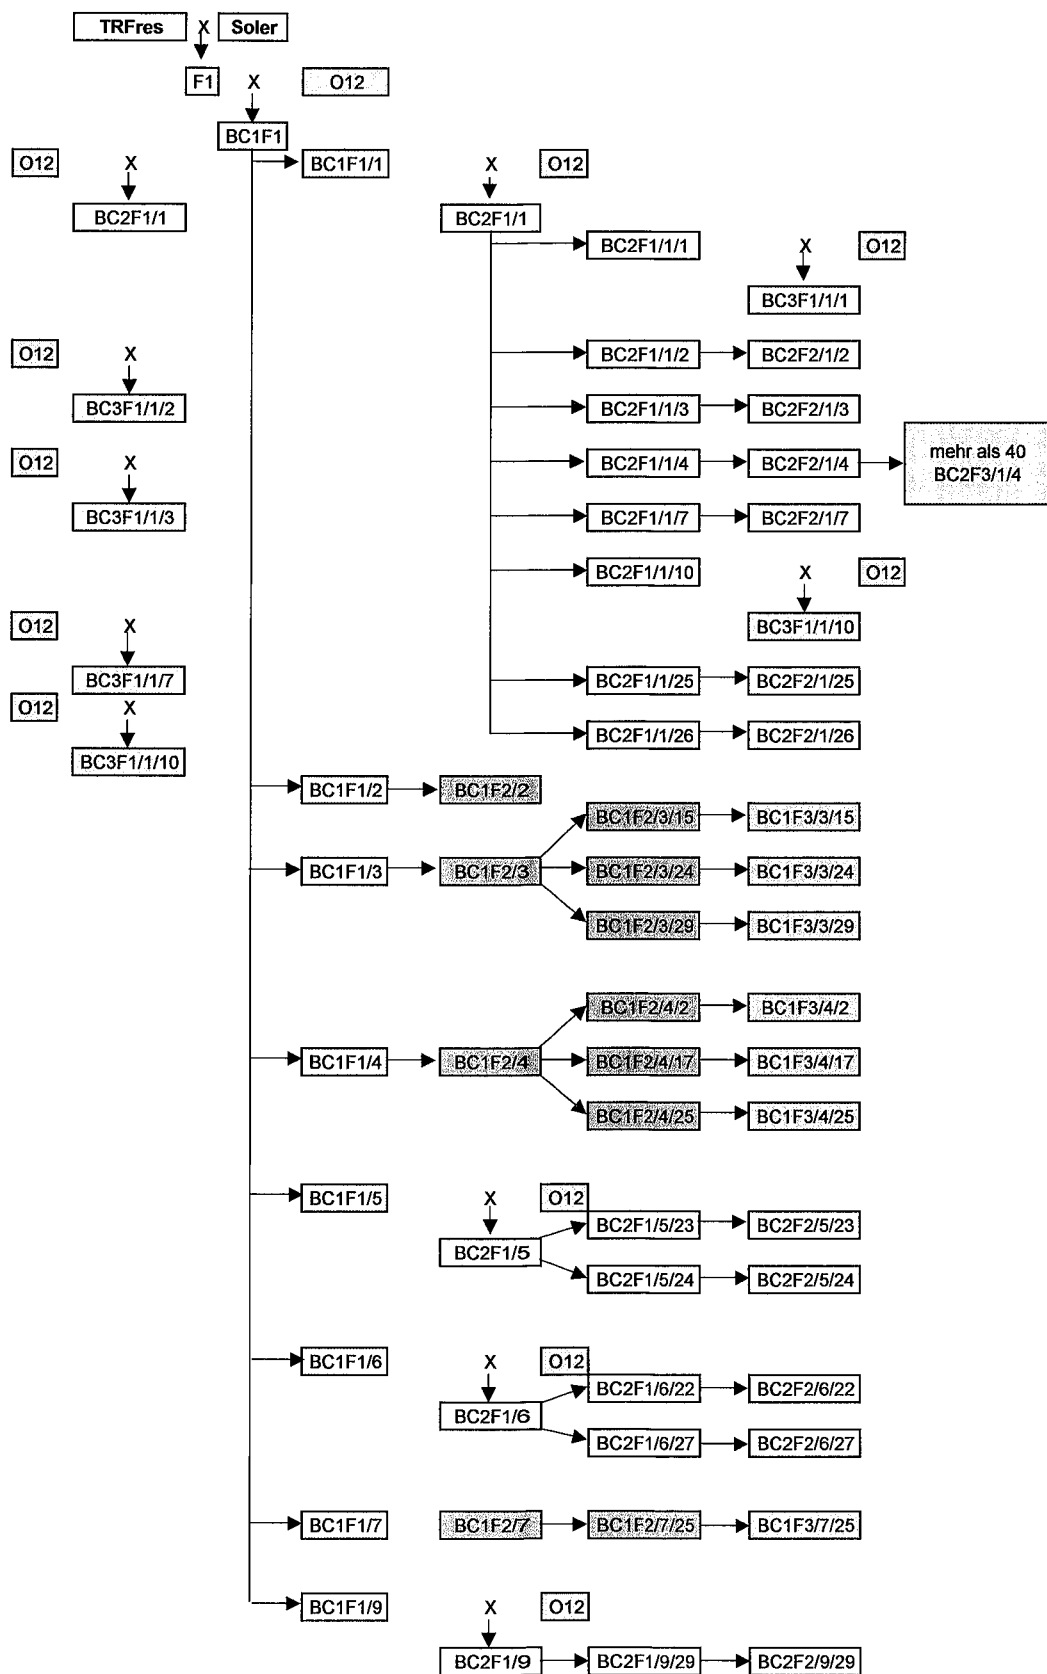 TRFres X Soler
F1 X O12
BC1F1
O12 X BC1F1/1 X O12
BC2F1/1 BC2F1/1
BC2F1/1/1 X O12
BC3F1/1/1
O12 X BC2F1/1/2 BC2F2/1/2
BC3F1/1/2 BC2F1/1/3 BC2F2/1/3
mehr als 40
O12 X BC2F1/1/4 BC2F2/1/4 BC2F3/1/4
BC3F1/1/3 BC2F1/1/7 BC2F2/1/7
BC2F1/1/10 X O12
O12 X BC3F1/1/10
BC3F1/1/7 BC2F1/1/25 BC2F2/1/25
O12 X
BC2F1/1/26 BC2F2/1/26
BC3F1/1/10
BC1F1/2 BC1F2/2
BC1F2/3/15 BC1F3/3/15
BC1F1/3 BC1F2/3 BC1F2/3/24 BC1F3/3/24
BC1F2/3/29 BC1F3/3/29
BC1F2/4/2 BC1F3/4/2
BC1F1/4 BC1F2/4 BC1F2/4/17 BC1F3/4/17
BC1F2/4/25 BC1F3/4/25
BC1F1/5 X O12
BC2F1/5/23 BC2F2/5/23
BC2F1/5
BC2F1/5/24 BC2F2/5/24
BC1F1/6 X O12
BC2F1/6/22 BC2F2/6/22
BC2F1/6
BC2F1/6/27 BC2F2/6/27
BC1F1/7 BC1F2/7 BC1F2/7/25 BC1F3/7/25
BC1F1/9 X O12
BC2F1/9 BC2F1/9/29 BC2F2/9/29